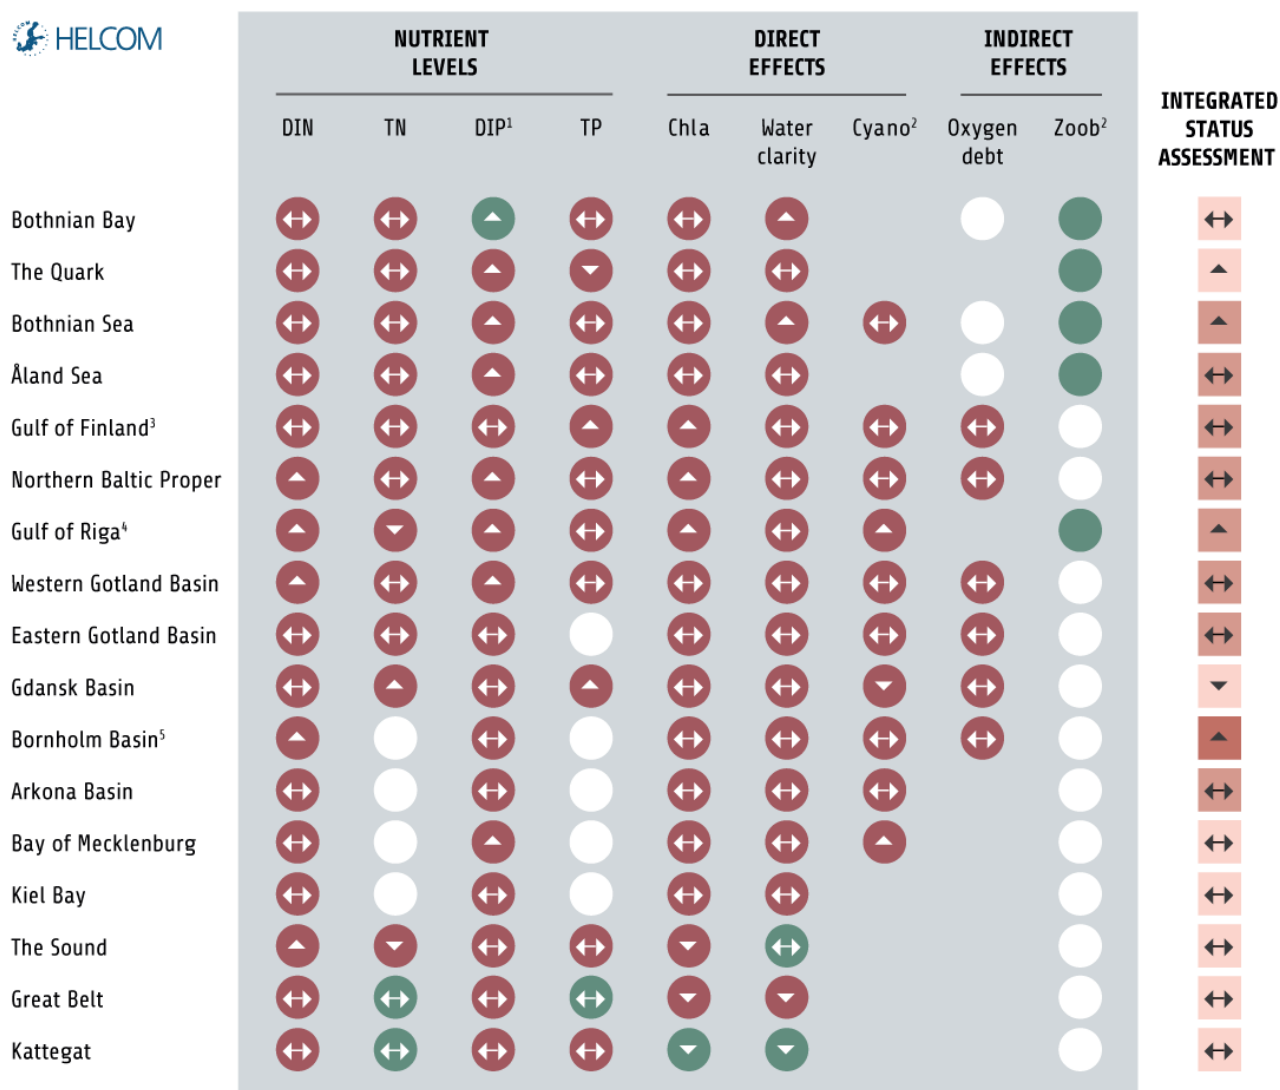 HELCOM
NUTRIENT
LEVELS
DIRECT
EFFECTS
INDIRECT
EFFECTS
INTEGRATED
STATUS
ASSESSMENT
DIN
TN
DIP¹
TP
Chla
Water
clarity
Cyano²
Oxygen
debt
Zoob²
Bothnian Bay
The Quark
Bothnian Sea
Åland Sea
Gulf of Finland³
Northern Baltic Proper
Gulf of Riga⁴
Western Gotland Basin
Eastern Gotland Basin
Gdansk Basin
Bornholm Basin⁵
Arkona Basin
Bay of Mecklenburg
Kiel Bay
The Sound
Great Belt
Kattegat